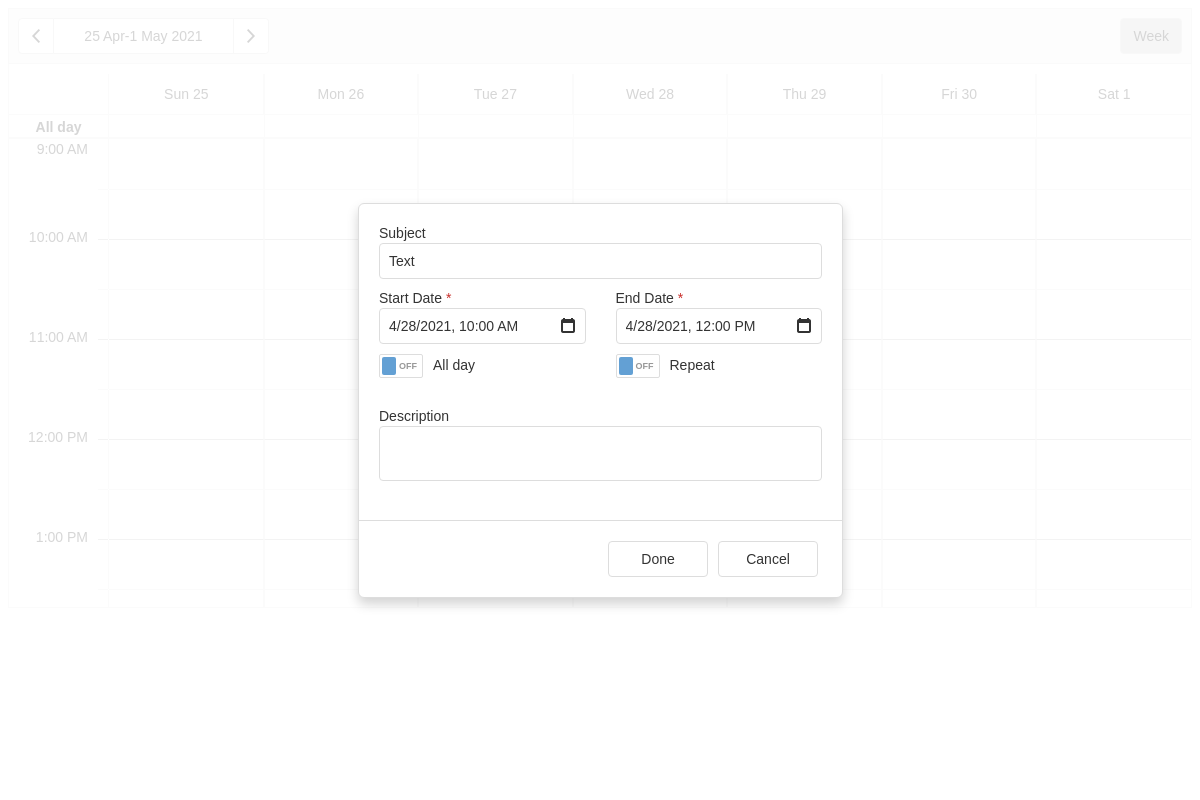 25 Apr-1 May 2021
Week
Sun 25 Mon 26 Tue 27 Wed 28 Thu 29 Fri 30 Sat 1
All day
9:00 AM
10:00 AM
11:00 AM
12:00 PM
1:00 PM
Subject
Text
Start Date * End Date *
4/28/2021, 10:00 AM 4/28/2021, 12:00 PM
OFF All day OFF Repeat
Description
Done Cancel